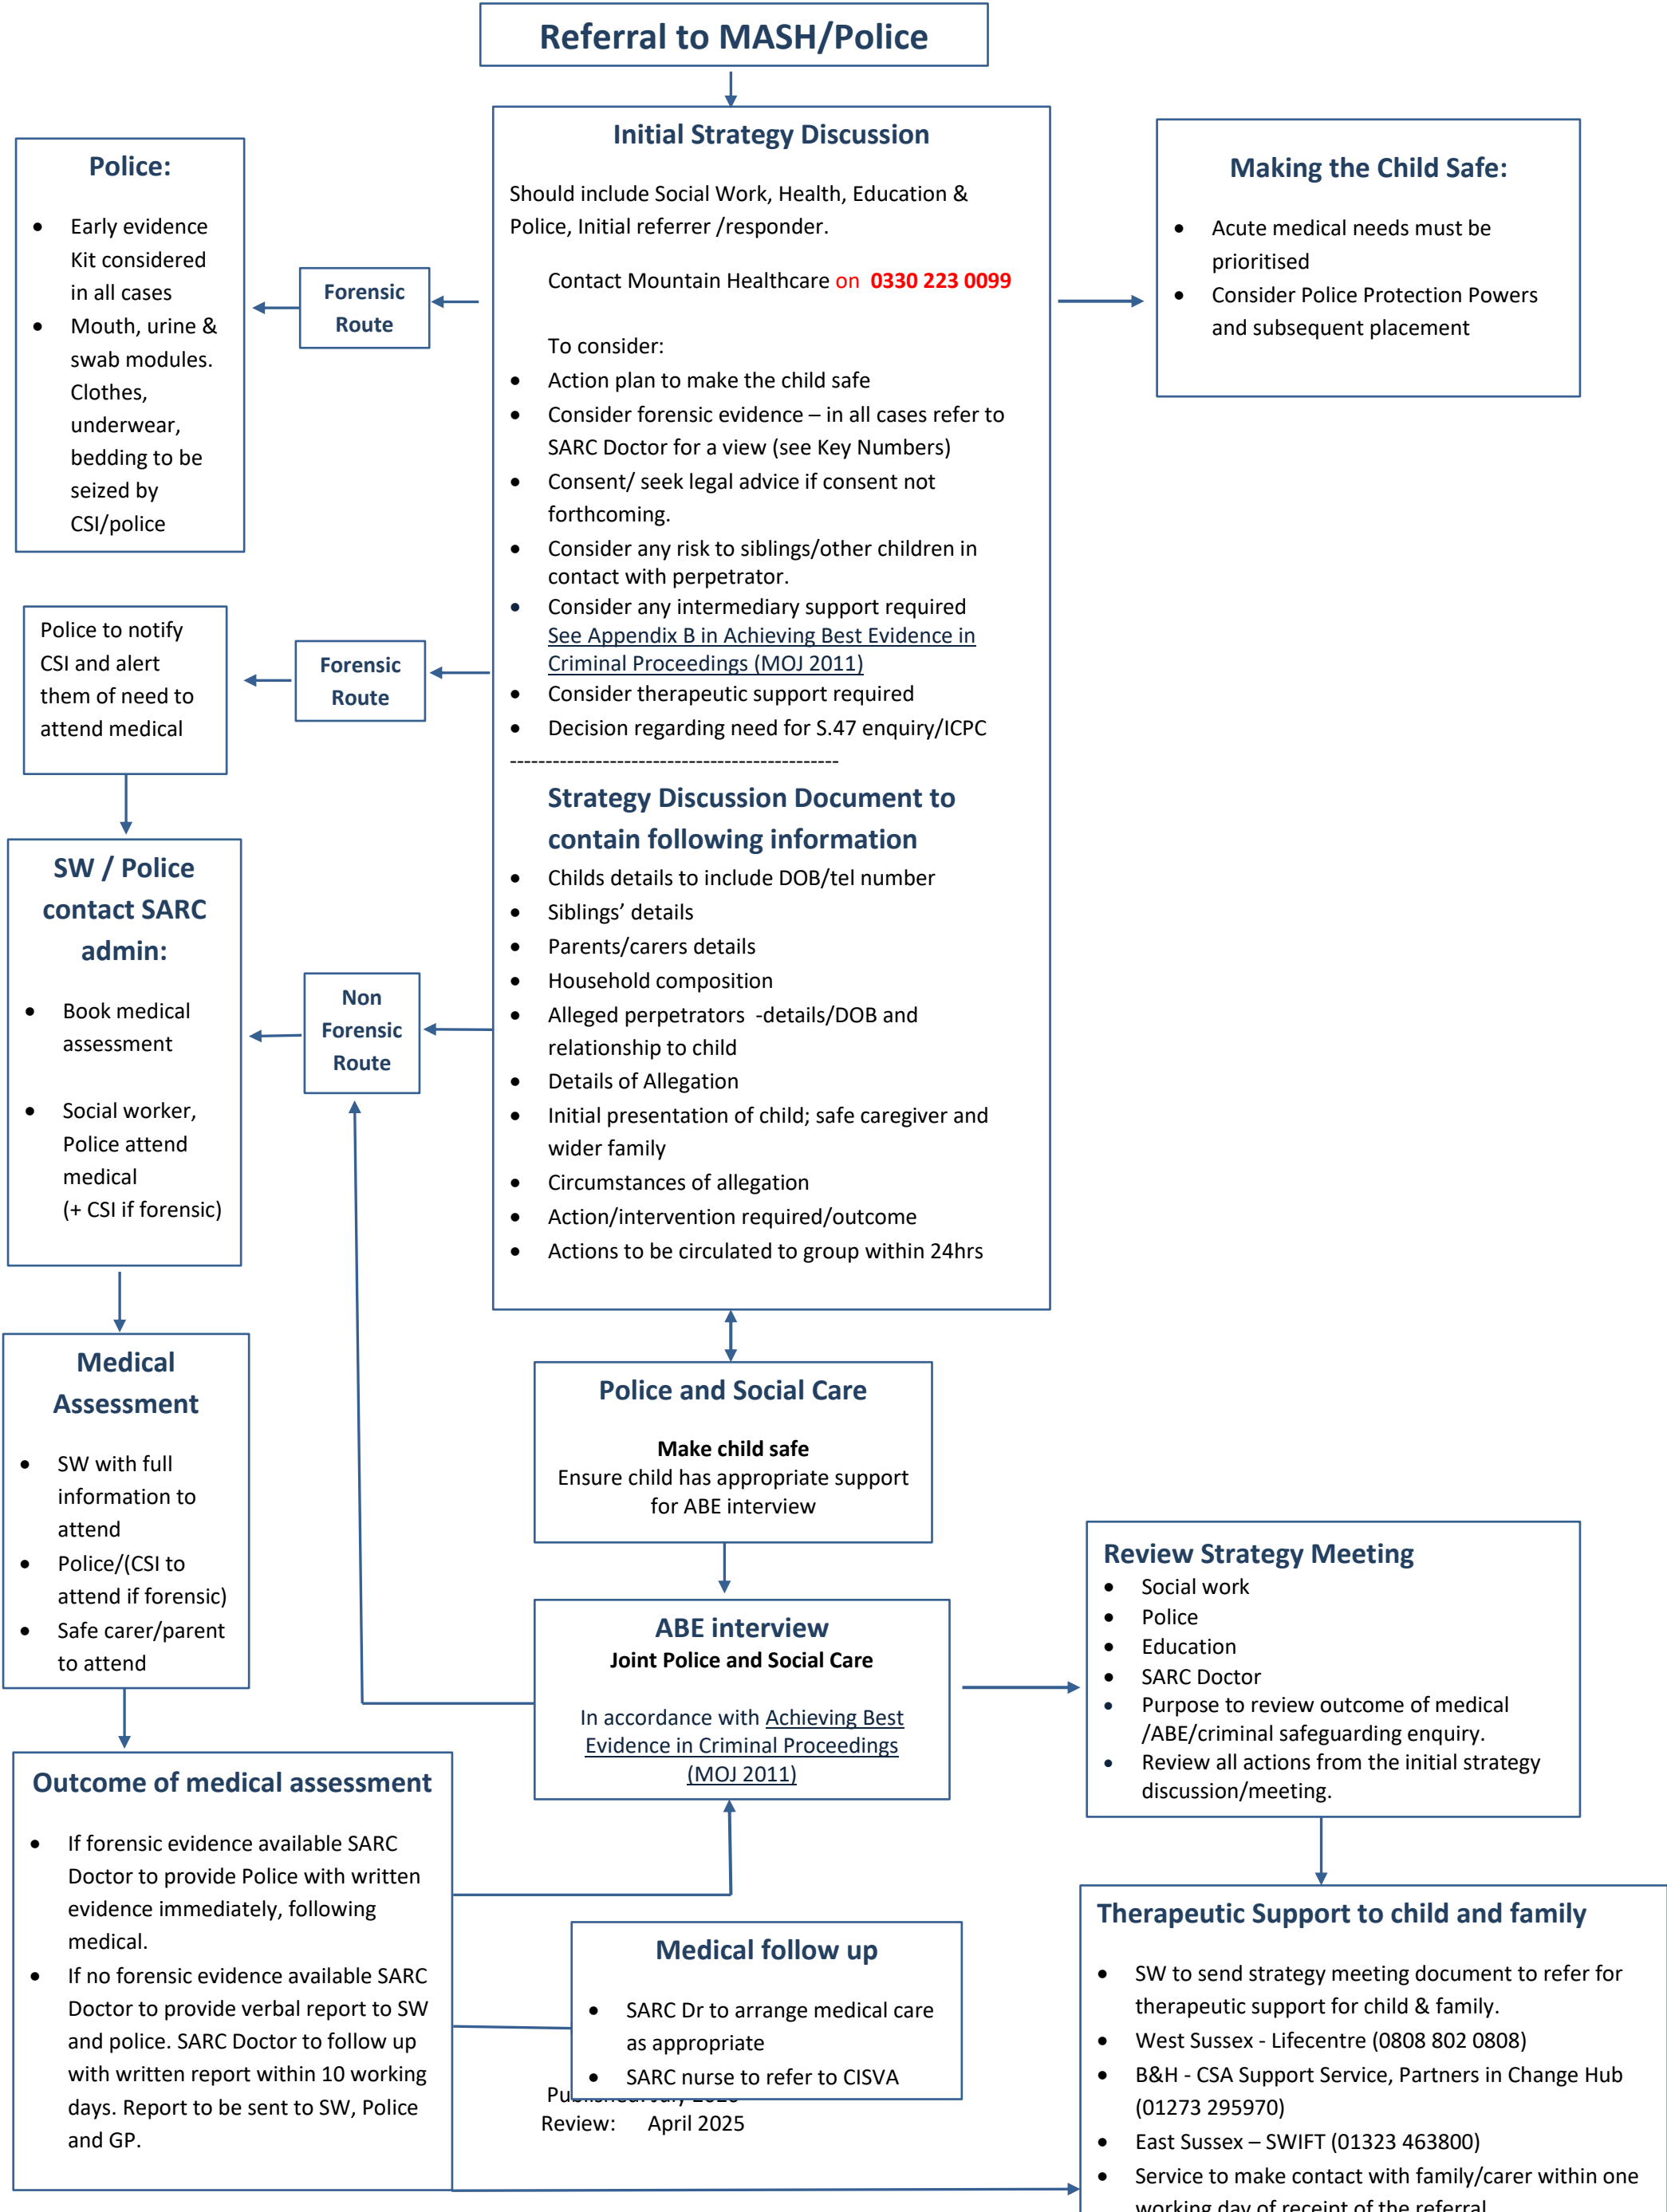 Referral to MASH/Police
Initial Strategy Discussion
Should include Social Work, Health, Education &
Police, Initial referrer /responder.
Contact Mountain Healthcare on 0330 223 0099
To consider:
• Action plan to make the child safe
• Consider forensic evidence – in all cases refer to
SARC Doctor for a view (see Key Numbers)
• Consent/ seek legal advice if consent not
forthcoming.
• Consider any risk to siblings/other children in
contact with perpetrator.
• Consider any intermediary support required
See Appendix B in Achieving Best Evidence in
Criminal Proceedings (MOJ 2011)
• Consider therapeutic support required
• Decision regarding need for S.47 enquiry/ICPC
----------------------------------------------
Strategy Discussion Document to
contain following information
• Childs details to include DOB/tel number
• Siblings’ details
• Parents/carers details
• Household composition
• Alleged perpetrators -details/DOB and
relationship to child
• Details of Allegation
• Initial presentation of child; safe caregiver and
wider family
• Circumstances of allegation
• Action/intervention required/outcome
• Actions to be circulated to group within 24hrs
Making the Child Safe:
• Acute medical needs must be
prioritised
• Consider Police Protection Powers
and subsequent placement
Forensic
Route
Police:
• Early evidence
Kit considered
in all cases
• Mouth, urine &
swab modules.
Clothes,
underwear,
bedding to be
seized by
CSI/police
Forensic
Route
Police to notify
CSI and alert
them of need to
attend medical
Non
Forensic
Route
SW / Police
contact SARC
admin:
• Book medical
assessment
• Social worker,
Police attend
medical
(+ CSI if forensic)
Medical
Assessment
• SW with full
information to
attend
• Police/(CSI to
attend if forensic)
• Safe carer/parent
to attend
Outcome of medical assessment
• If forensic evidence available SARC
Doctor to provide Police with written
evidence immediately, following
medical.
• If no forensic evidence available SARC
Doctor to provide verbal report to SW
and police. SARC Doctor to follow up
with written report within 10 working
days. Report to be sent to SW, Police
and GP.
Police and Social Care
Make child safe
Ensure child has appropriate support
for ABE interview
ABE interview
Joint Police and Social Care
In accordance with Achieving Best
Evidence in Criminal Proceedings
(MOJ 2011)
Medical follow up
• SARC Dr to arrange medical care
as appropriate
• SARC nurse to refer to CISVA
Review: April 2025
Review Strategy Meeting
• Social work
• Police
• Education
• SARC Doctor
• Purpose to review outcome of medical
/ABE/criminal safeguarding enquiry.
• Review all actions from the initial strategy
discussion/meeting.
Therapeutic Support to child and family
• SW to send strategy meeting document to refer for
therapeutic support for child & family.
• West Sussex - Lifecentre (0808 802 0808)
• B&H - CSA Support Service, Partners in Change Hub
(01273 295970)
• East Sussex – SWIFT (01323 463800)
• Service to make contact with family/carer within one
working day of receipt of the referral